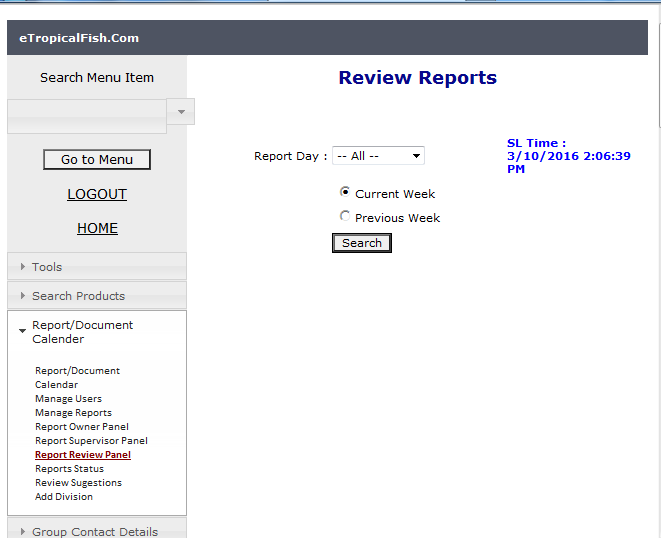 eTropicalFish.Com
Search Menu Item
Go to Menu
LOGOUT
HOME
Tools
Search Products
Report/Document
Calender
Report/Document
Calendar
Manage Users
Manage Reports
Report Owner Panel
Report Supervisor Panel
Report Review Panel
Reports Status
Review Sugestions
Add Division
Group Contact Details
Review Reports
Report Day : -- All --
SL Time :
3/10/2016 2:06:39
PM
Current Week
Previous Week
Search